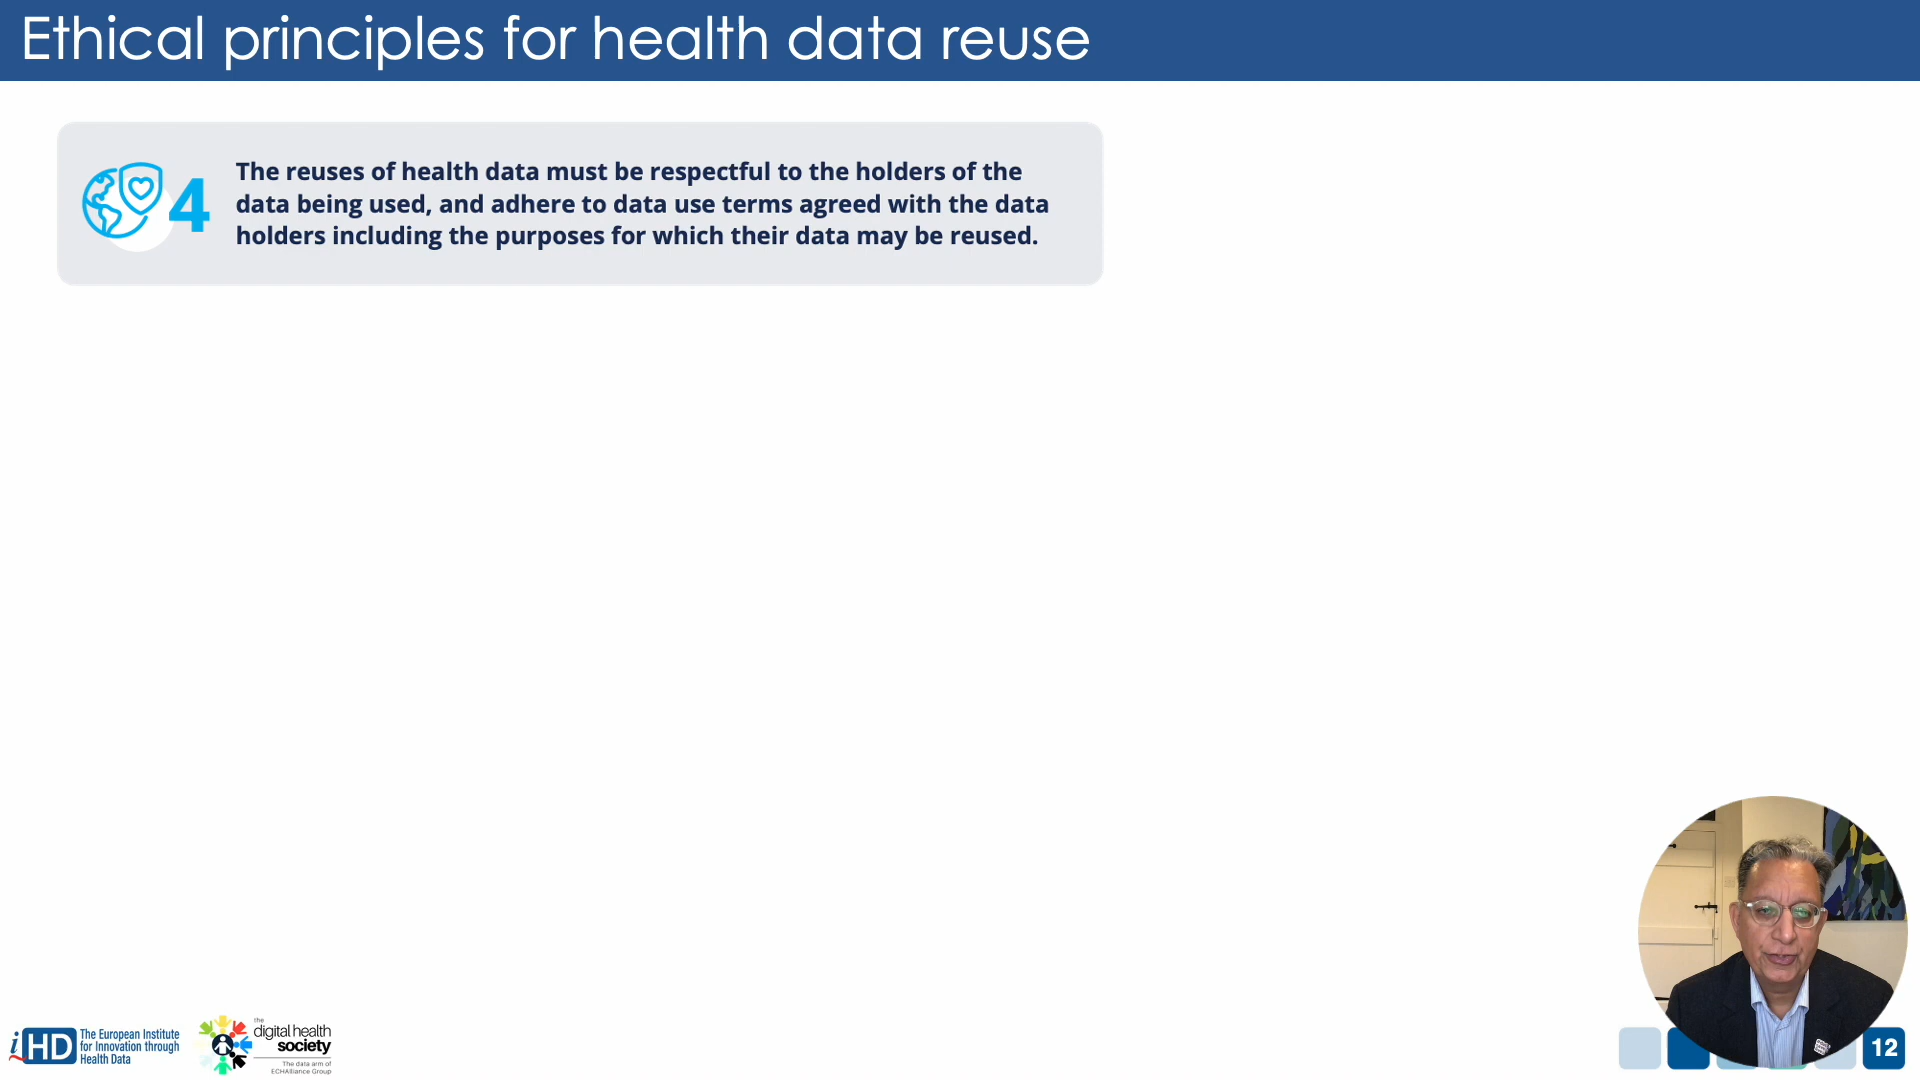 Ethical principles for health data reuse
4
The reuses of health data must be respectful to the holders of the
data being used, and adhere to data use terms agreed with the data
holders including the purposes for which their data may be reused.
iHD
The European Institute
for Innovation through
Health Data
the
digital health
society
The data arm of
ECHAlliance Group
12